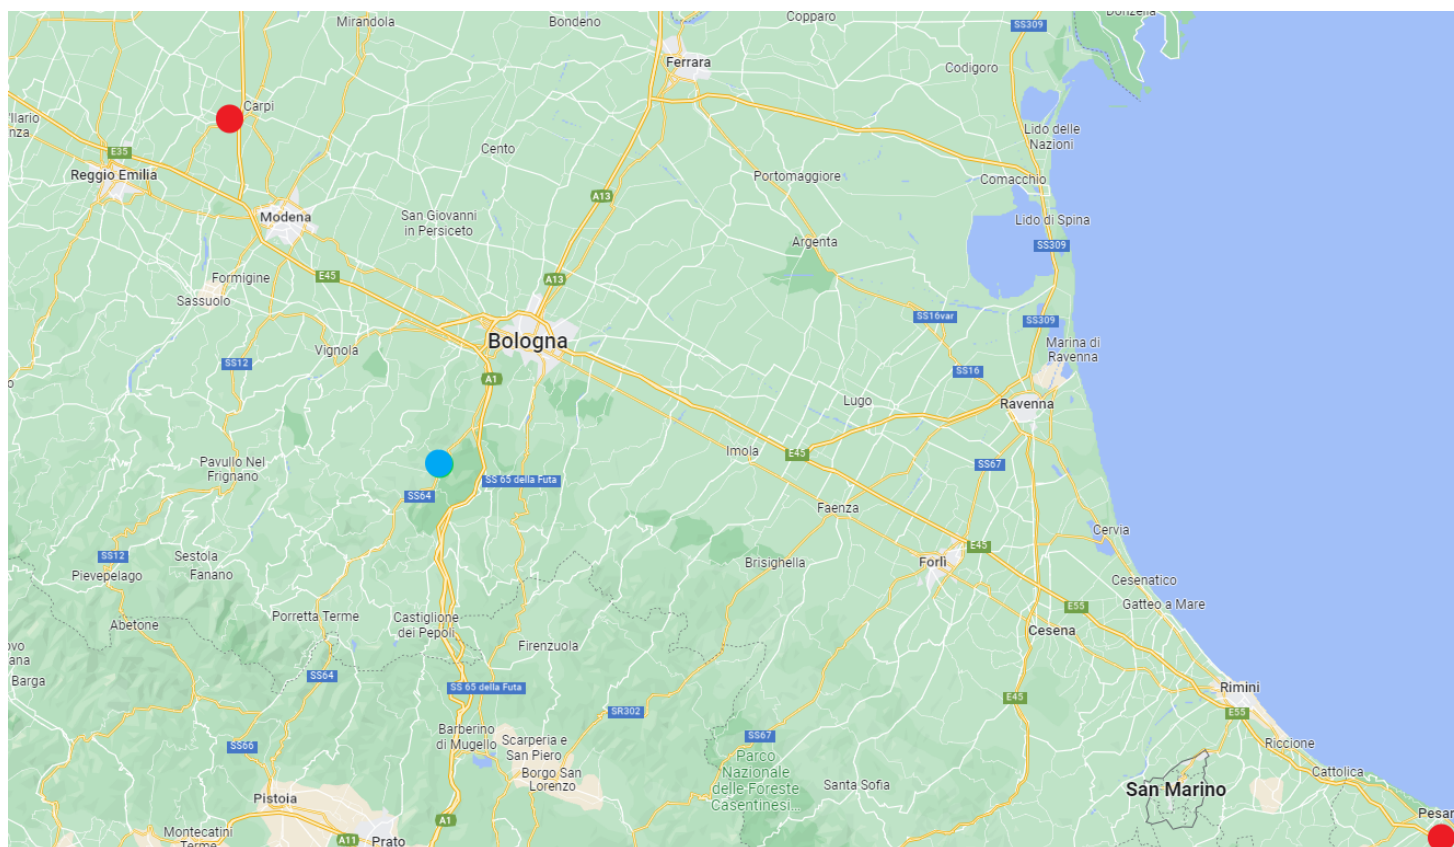 Mirandola
Bondeno
Copparo
Donzella
SS309
Ferrara
Codigoro
Carpi
Lido delle
Nazioni
E35
Cento
Reggio Emilia
Portomaggiore
Comacchio
A13
Modena
San Giovanni
in Persiceto
Lido di Spina
Argenta
SS309
Formigine
E45
A13
Sassuolo
SS16var
SS309
Bologna
Marina di
Ravenna
Vignola
SS12
A1
SS16
Lugo
Ravenna
Imola
E45
Pavullo Nel
Frignano
SS67
SS 65 della Futa
SS64
Faenza
Cervia
E45
SS12
Sestola
Brisighella
Forlì
Pievepelago
Fanano
Cesenatico
Gatteo a Mare
E55
Porretta Terme
Castiglione
dei Pepoli
Abetone
Cesena
Firenzuola
SS64
Barga
SS 65 della Futa
Rimini
E45
SR302
E55
Barberino
di Mugello
SS67
Scarperia e
San Piero
SS66
Riccione
Parco
Nazionale
delle Foreste
Casentinesi...
Borgo San
Lorenzo
Cattolica
Santa Sofia
San Marino
Pistoia
Pesar
A1
Montecatini
Terme
A11
Prato